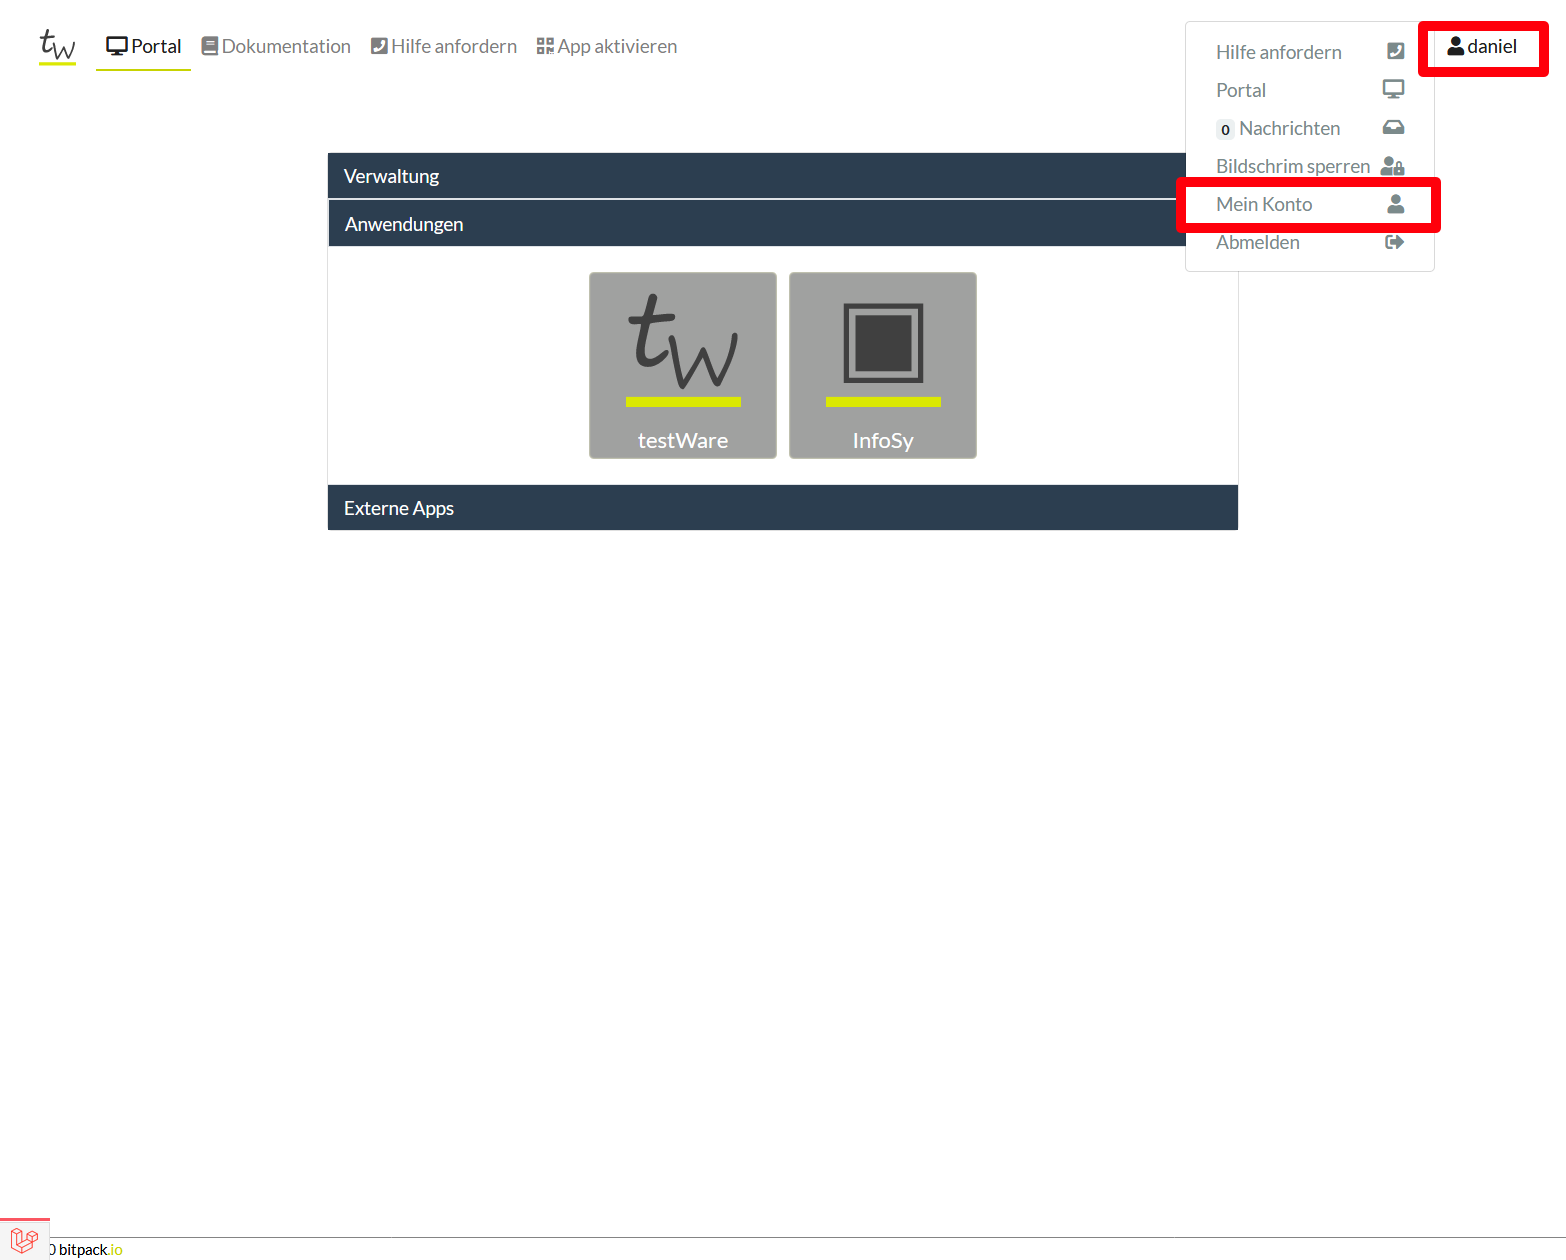 tw
Portal
Dokumentation
Hilfe anfordern
App aktivieren
daniel
Hilfe anfordern
Portal
0 Nachrichten
Bildschrim sperren
Mein Konto
Abmelden
Verwaltung
Anwendungen
tw
testWare
InfoSy
Externe Apps
0 bitpack.io